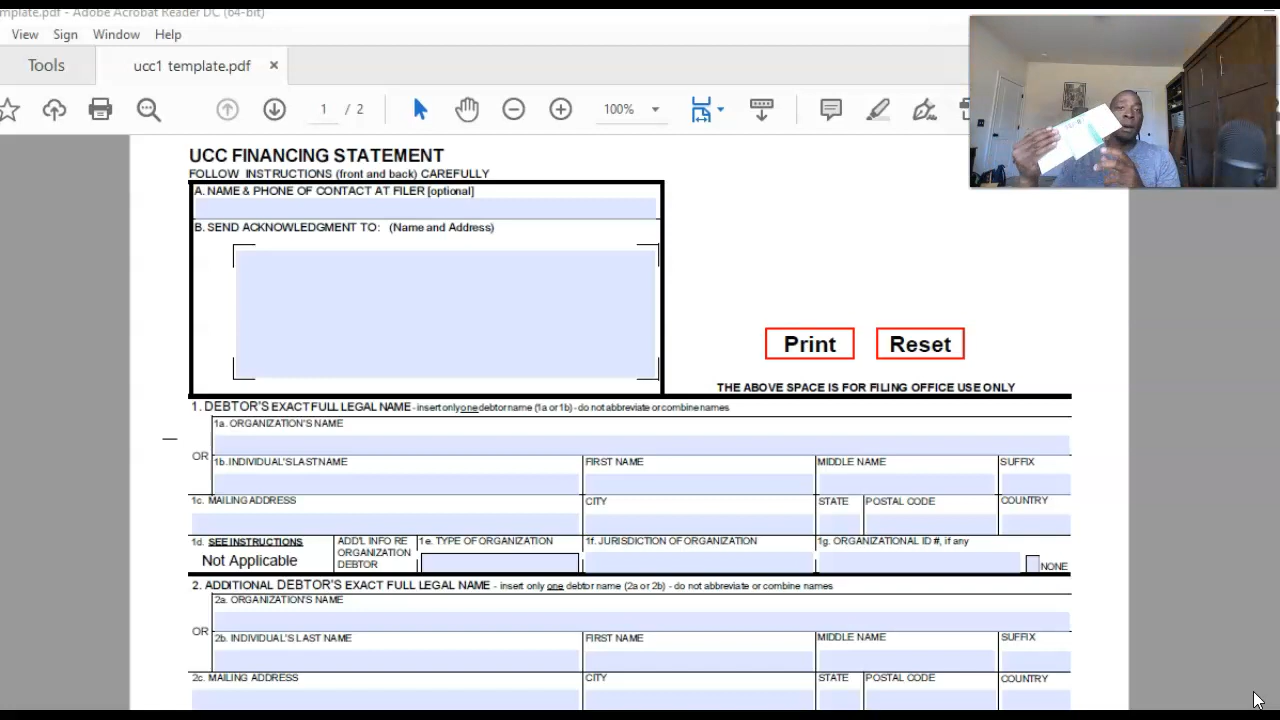 mplate.pdf - Adobe Acrobat Reader DC (64-bit)
View Sign Window Help
Tools ucc1 template.pdf ×
1 / 2 100%
UCC FINANCING STATEMENT
FOLLOW INSTRUCTIONS (front and back) CAREFULLY
A. NAME & PHONE OF CONTACT AT FILER [optional]
B. SEND ACKNOWLEDGMENT TO: (Name and Address)
Print Reset
THE ABOVE SPACE IS FOR FILING OFFICE USE ONLY
1. DEBTOR'S EXACT FULL LEGAL NAME - insert only one debtor name (1a or 1b) - do not abbreviate or combine names
1a. ORGANIZATION'S NAME
OR
1b. INDIVIDUAL'S LAST NAME FIRST NAME MIDDLE NAME SUFFIX
1c. MAILING ADDRESS CITY STATE POSTAL CODE COUNTRY
1d. SEE INSTRUCTIONS ADD'L INFO RE 1e. TYPE OF ORGANIZATION 1f. JURISDICTION OF ORGANIZATION 1g. ORGANIZATIONAL ID #, if any
Not Applicable ORGANIZATION
DEBTOR NONE
2. ADDITIONAL DEBTOR'S EXACT FULL LEGAL NAME - insert only one debtor name (2a or 2b) - do not abbreviate or combine names
2a. ORGANIZATION'S NAME
OR
2b. INDIVIDUAL'S LAST NAME FIRST NAME MIDDLE NAME SUFFIX
2c. MAILING ADDRESS CITY STATE POSTAL CODE COUNTRY